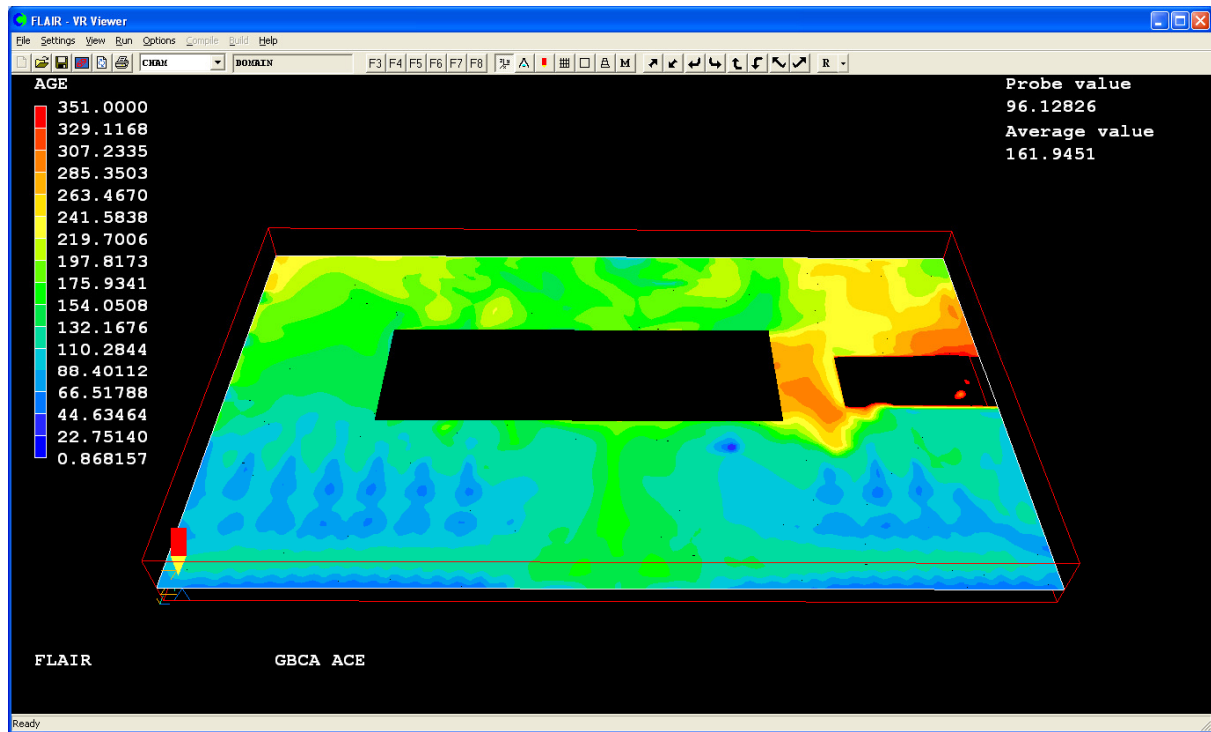 FLAIR - VR Viewer
File Settings View Run Options Compile Build Help
CHAM DOMAIN F3 F4 F5 F6 F7 F8 A M R
AGE
351.0000
329.1168
307.2335
285.3503
263.4670
241.5838
219.7006
197.8173
175.9341
154.0508
132.1676
110.2844
88.40112
66.51788
44.63464
22.75140
0.868157
Probe value
96.12826
Average value
161.9451
FLAIR GBCA ACE
Ready